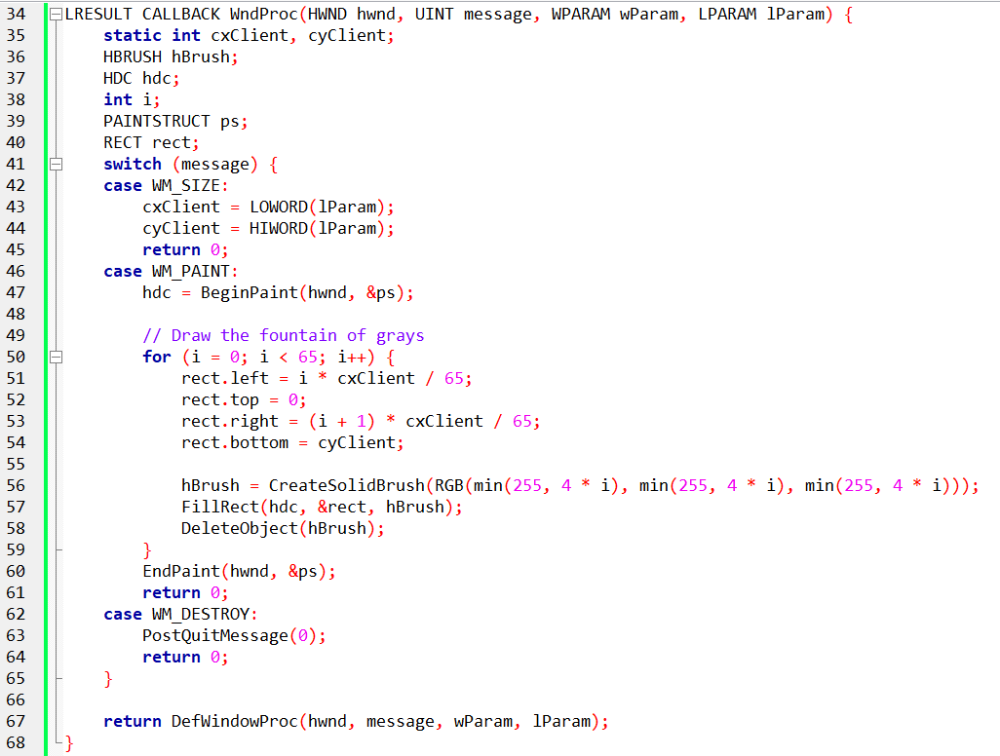 34 LRESULT CALLBACK WndProc(HWND hwnd, UINT message, WPARAM wParam, LPARAM lParam) {
35     static int cxClient, cyClient;
36     HBRUSH hBrush;
37     HDC hdc;
38     int i;
39     PAINTSTRUCT ps;
40     RECT rect;
41     switch (message) {
42     case WM_SIZE:
43         cxClient = LOWORD(lParam);
44         cyClient = HIWORD(lParam);
45         return 0;
46     case WM_PAINT:
47         hdc = BeginPaint(hwnd, &ps);
48
49         // Draw the fountain of grays
50         for (i = 0; i < 65; i++) {
51             rect.left = i * cxClient / 65;
52             rect.top = 0;
53             rect.right = (i + 1) * cxClient / 65;
54             rect.bottom = cyClient;
55
56             hBrush = CreateSolidBrush(RGB(min(255, 4 * i), min(255, 4 * i), min(255, 4 * i)));
57             FillRect(hdc, &rect, hBrush);
58             DeleteObject(hBrush);
59         }
60         EndPaint(hwnd, &ps);
61         return 0;
62     case WM_DESTROY:
63         PostQuitMessage(0);
64         return 0;
65     }
66
67     return DefWindowProc(hwnd, message, wParam, lParam);
68 }